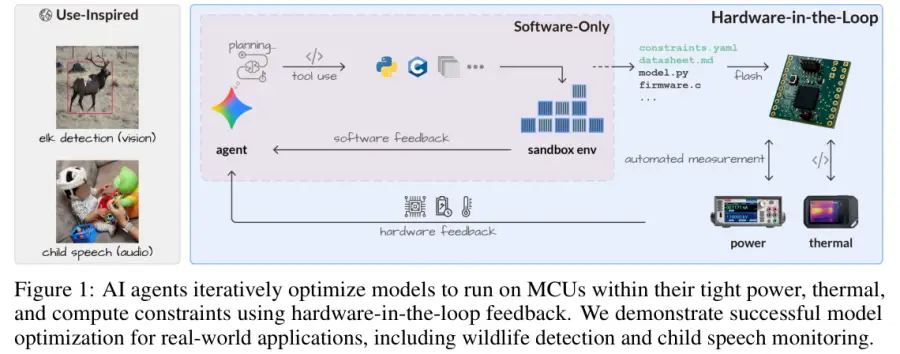 Use-Inspired
elk detection (vision)
child speech (audio)
Software-Only
planning...
tool use
agent
software feedback
sandbox env
Hardware-in-the-Loop
constraints.yaml
datasheet.md
model.py
firmware.c
...
flash
automated measurement
</>
power
thermal
hardware feedback
Figure 1: AI agents iteratively optimize models to run on MCUs within their tight power, thermal,
and compute constraints using hardware-in-the-loop feedback. We demonstrate successful model
optimization for real-world applications, including wildlife detection and child speech monitoring.